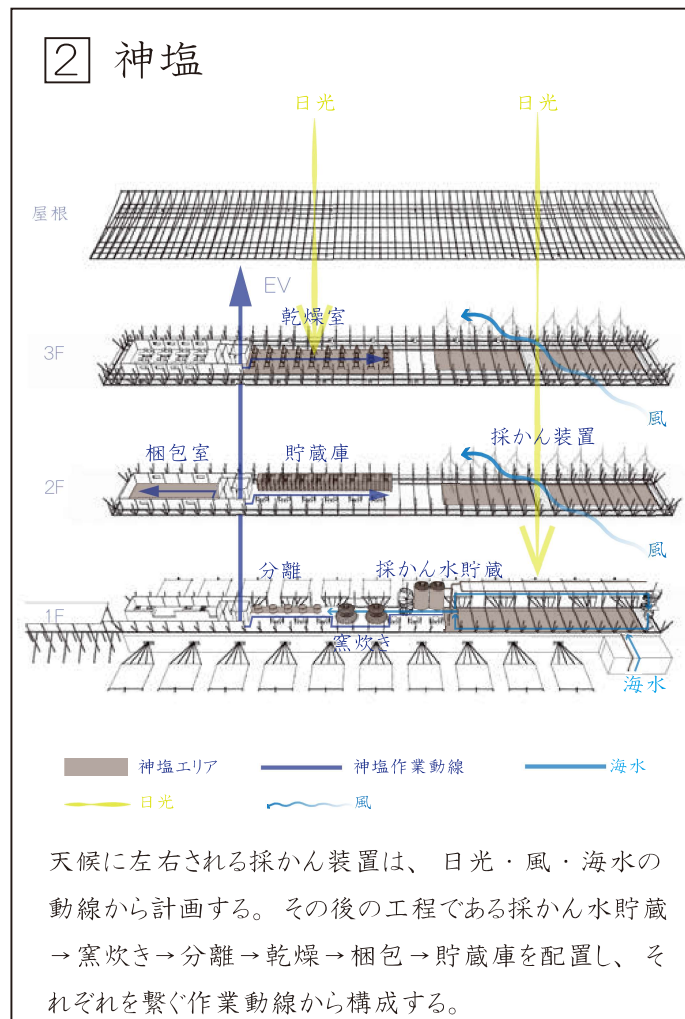 2 神塩
日光 日光
屋根
EV
乾燥室
3F
風
梱包室 貯蔵庫 採かん装置
2F
風
分離 採かん水貯蔵
1F
窯炊き
海水
神塩エリア 神塩作業動線 海水
日光 風
天候に左右される採かん装置は、日光・風・海水の
動線から計画する。その後の工程である採かん水貯蔵
→窯炊き→分離→乾燥→梱包→貯蔵庫を配置し、そ
れぞれを繋ぐ作業動線から構成する。